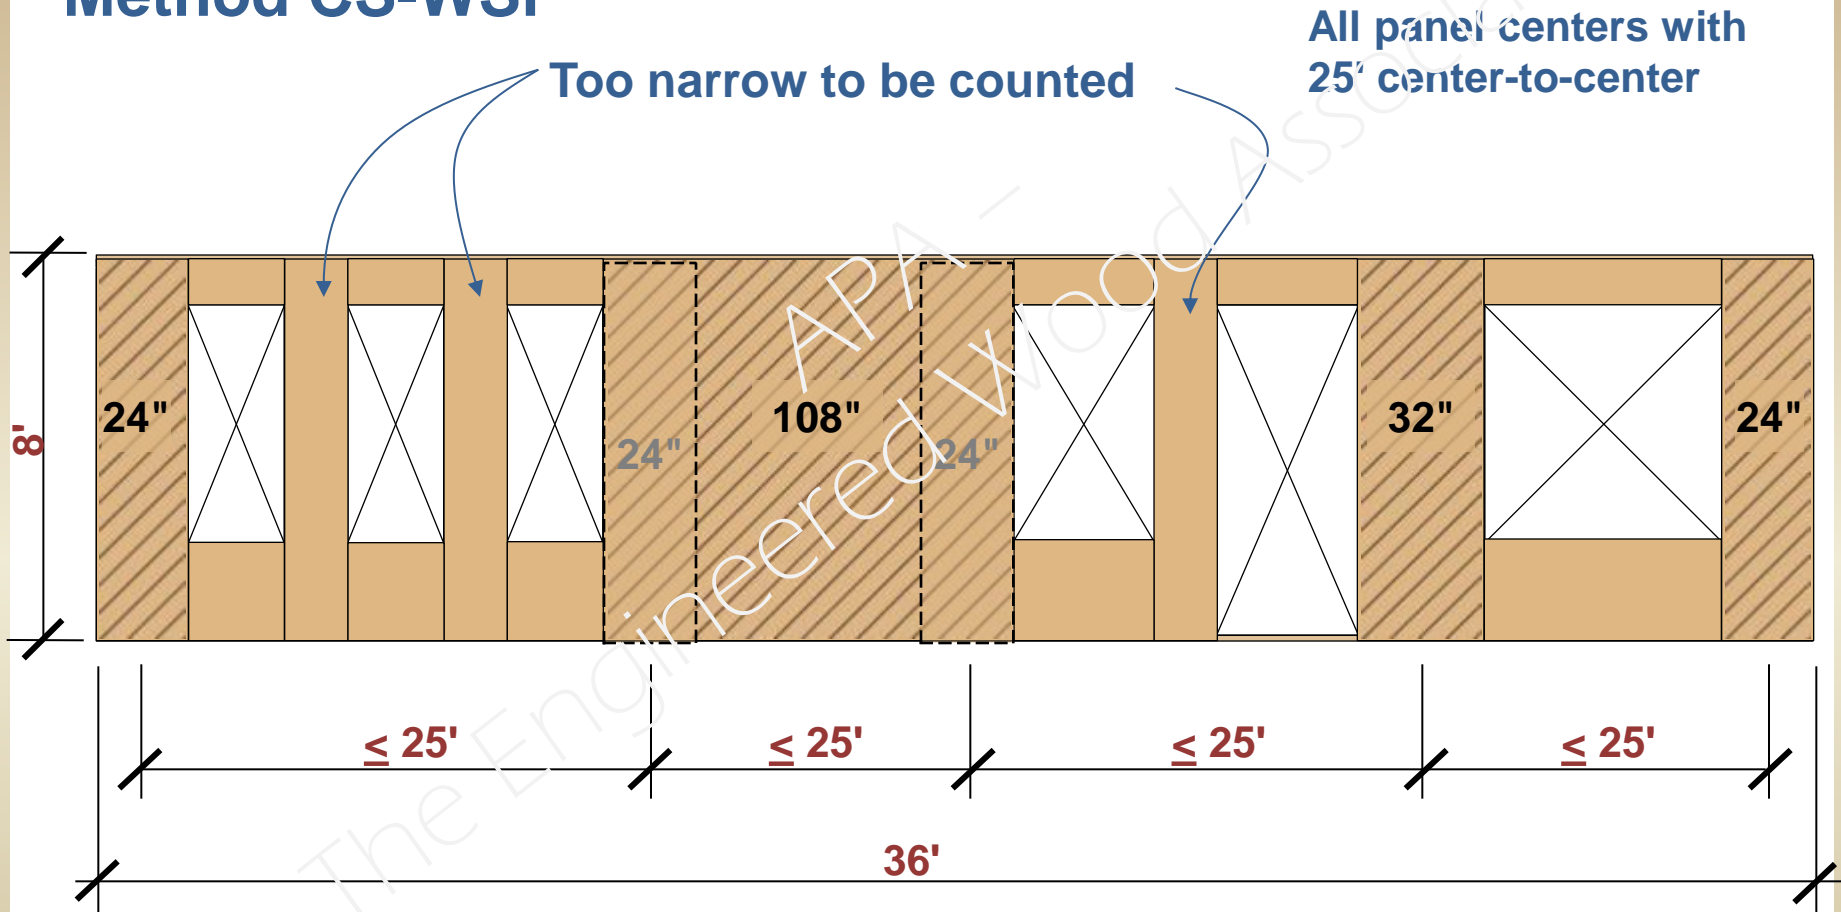 Method CS-WSP
All panel centers with
25' center-to-center
Too narrow to be counted
24"
108"
32"
24"
24"
24"
8'
≤ 25'
≤ 25'
≤ 25'
≤ 25'
36'
APA –
The Engineered Wood